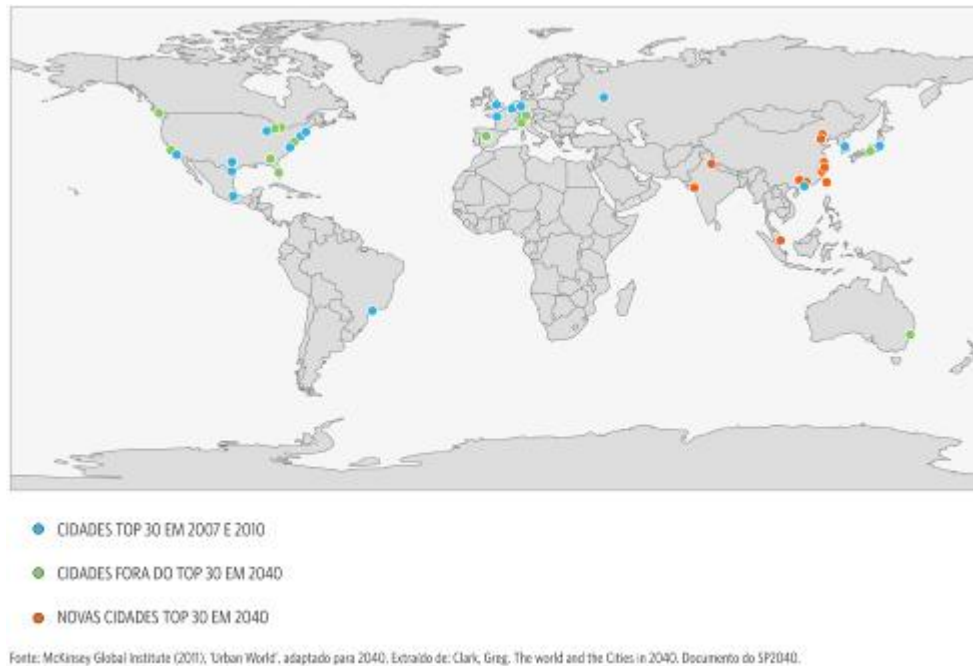 CIDADES TOP 30 EM 2007 E 2010
CIDADES FORA DO TOP 30 EM 2040
NOVAS CIDADES TOP 30 EM 2040
Fonte: McKinsey Global Institute (2011), 'Urban World', adaptado para 2040. Extraído de: Clark, Greg. The world and the Cities in 2040. Documento do SP2040.